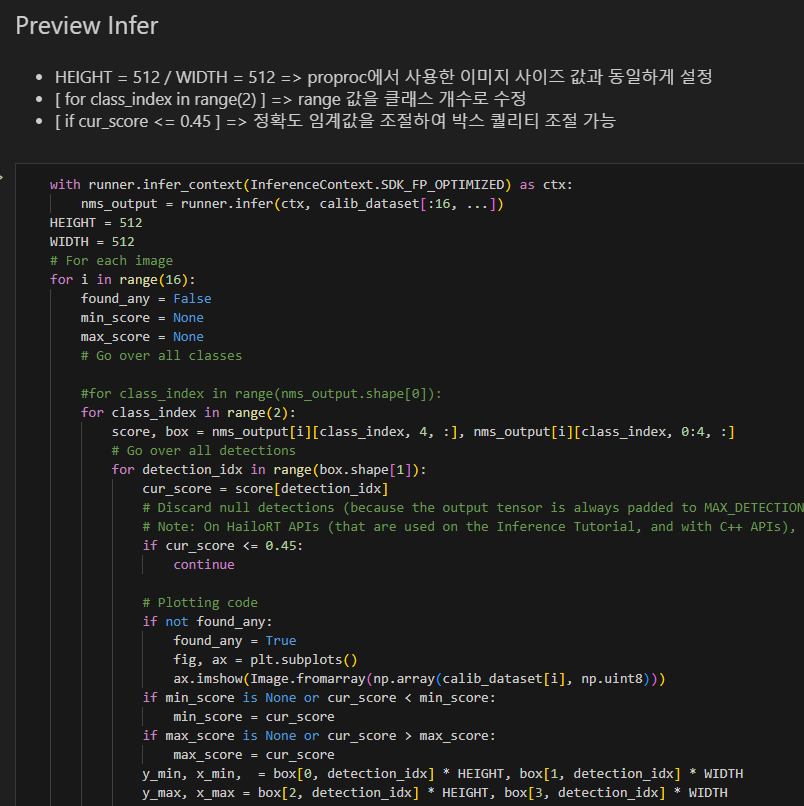 Preview Infer
• HEIGHT = 512 / WIDTH = 512 => proproc에서 사용한 이미지 사이즈 값과 동일하게 설정
• [ for class_index in range(2) ] => range 값을 클래스 개수로 수정
• [ if cur_score <= 0.45 ] => 정확도 임계값을 조절하여 박스 퀄리티 조절 가능
with runner.infer_context(InferenceContext.SDK_FP_OPTIMIZED) as ctx:
    nms_output = runner.infer(ctx, calib_dataset[:16, ...])
HEIGHT = 512
WIDTH = 512
# For each image
for i in range(16):
    found_any = False
    min_score = None
    max_score = None
    # Go over all classes
    #for class_index in range(nms_output.shape[0]):
    for class_index in range(2):
        score, box = nms_output[i][class_index, 4, :], nms_output[i][class_index, 0:4, :]
        # Go over all detections
        for detection_idx in range(box.shape[1]):
            cur_score = score[detection_idx]
            # Discard null detections (because the output tensor is always padded to MAX_DETECTION
            # Note: On HailoRT APIs (that are used on the Inference Tutorial, and with C++ APIs),
            if cur_score <= 0.45:
                continue
            # Plotting code
            if not found_any:
                found_any = True
                fig, ax = plt.subplots()
                ax.imshow(Image.fromarray(np.array(calib_dataset[i], np.uint8)))
            if min_score is None or cur_score < min_score:
                min_score = cur_score
            if max_score is None or cur_score > max_score:
                max_score = cur_score
            y_min, x_min,  = box[0, detection_idx] * HEIGHT, box[1, detection_idx] * WIDTH
            y_max, x_max = box[2, detection_idx] * HEIGHT, box[3, detection_idx] * WIDTH